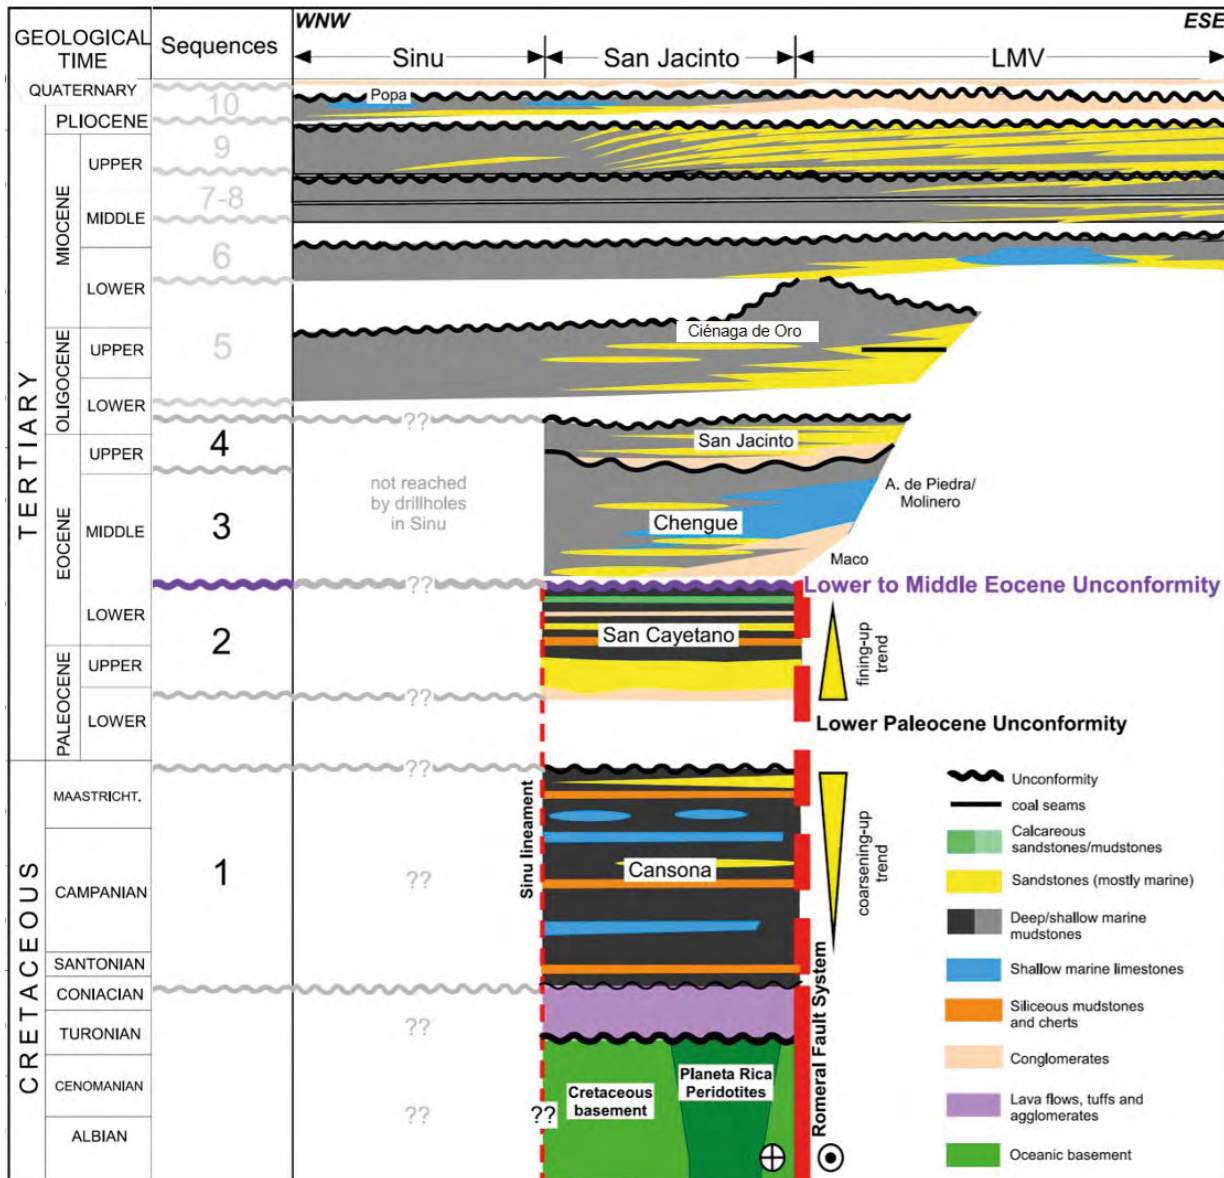 WNW
ESE
GEOLOGICAL
TIME
Sequences
Sinu
San Jacinto
LMV
QUATERNARY
PLIOCENE
10
Popa
TERTIARY
MIOCENE
UPPER
9
7-8
MIDDLE
6
LOWER
OLIGOCENE
UPPER
5
Ciénaga de Oro
LOWER
??
EOCENE
UPPER
4
San Jacinto
MIDDLE
3
not reached
by drillholes
in Sinu
Chengue
A. de Piedra/
Molinero
Maco
??
Lower to Middle Eocene Unconformity
LOWER
2
San Cayetano
fining-up
trend
PALEOCENE
UPPER
??
LOWER
Lower Paleocene Unconformity
??
CRETACEOUS
MAASTRICHT.
CAMPANIAN
1
??
Cansona
Sinu lineament
coarsening-up
trend
SANTONIAN
CONIACIAN
TURONIAN
??
CENOMANIAN
ALBIAN
??
??
Cretaceous
basement
Planeta Rica
Peridotites
Romeral Fault System
Unconformity
coal seams
Calcareous
sandstones/mudstones
Sandstones (mostly marine)
Deep/shallow marine
mudstones
Shallow marine limestones
Siliceous mudstones
and cherts
Conglomerates
Lava flows, tuffs and
agglomerates
Oceanic basement